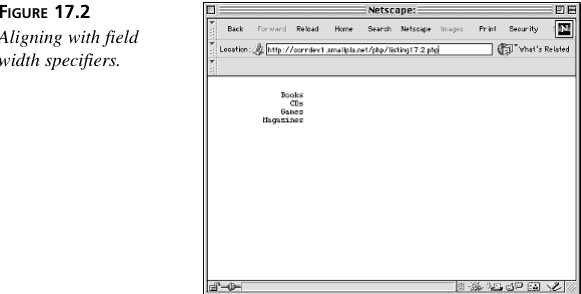 FIGURE 17.2
Aligning with field
width specifiers.
Netscape:
Back Forward Reload Home Search Netscape Images Print Security
Location: http://corrdev1.smallpla.net/php/listing17.2.php What's Related
Books
CDs
Games
Magazines